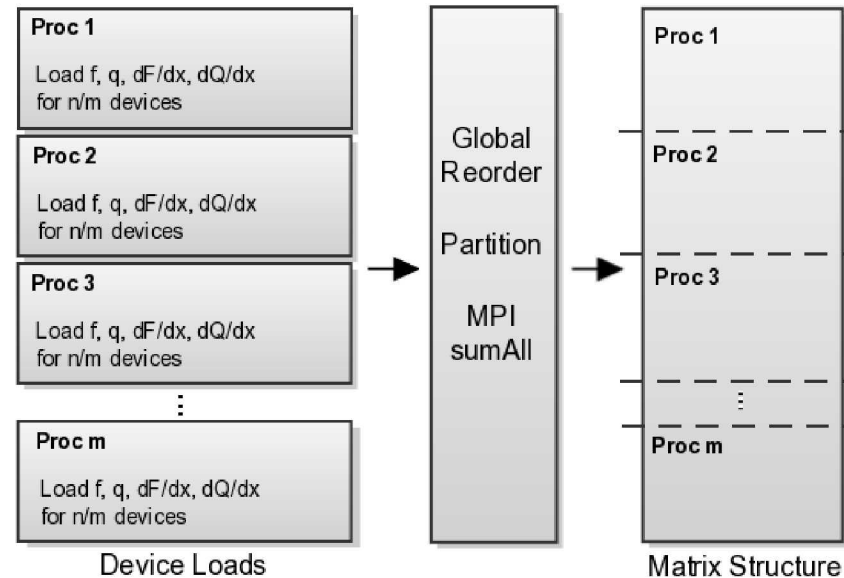 Proc 1
Load f, q, dF/dx, dQ/dx
for n/m devices
Proc 2
Load f, q, dF/dx, dQ/dx
for n/m devices
Proc 3
Load f, q, dF/dx, dQ/dx
for n/m devices
Proc m
Load f, q, dF/dx, dQ/dx
for n/m devices
Device Loads
Global
Reorder
Partition
MPI
sumAll
Proc 1
Proc 2
Proc 3
Proc m
Matrix Structure